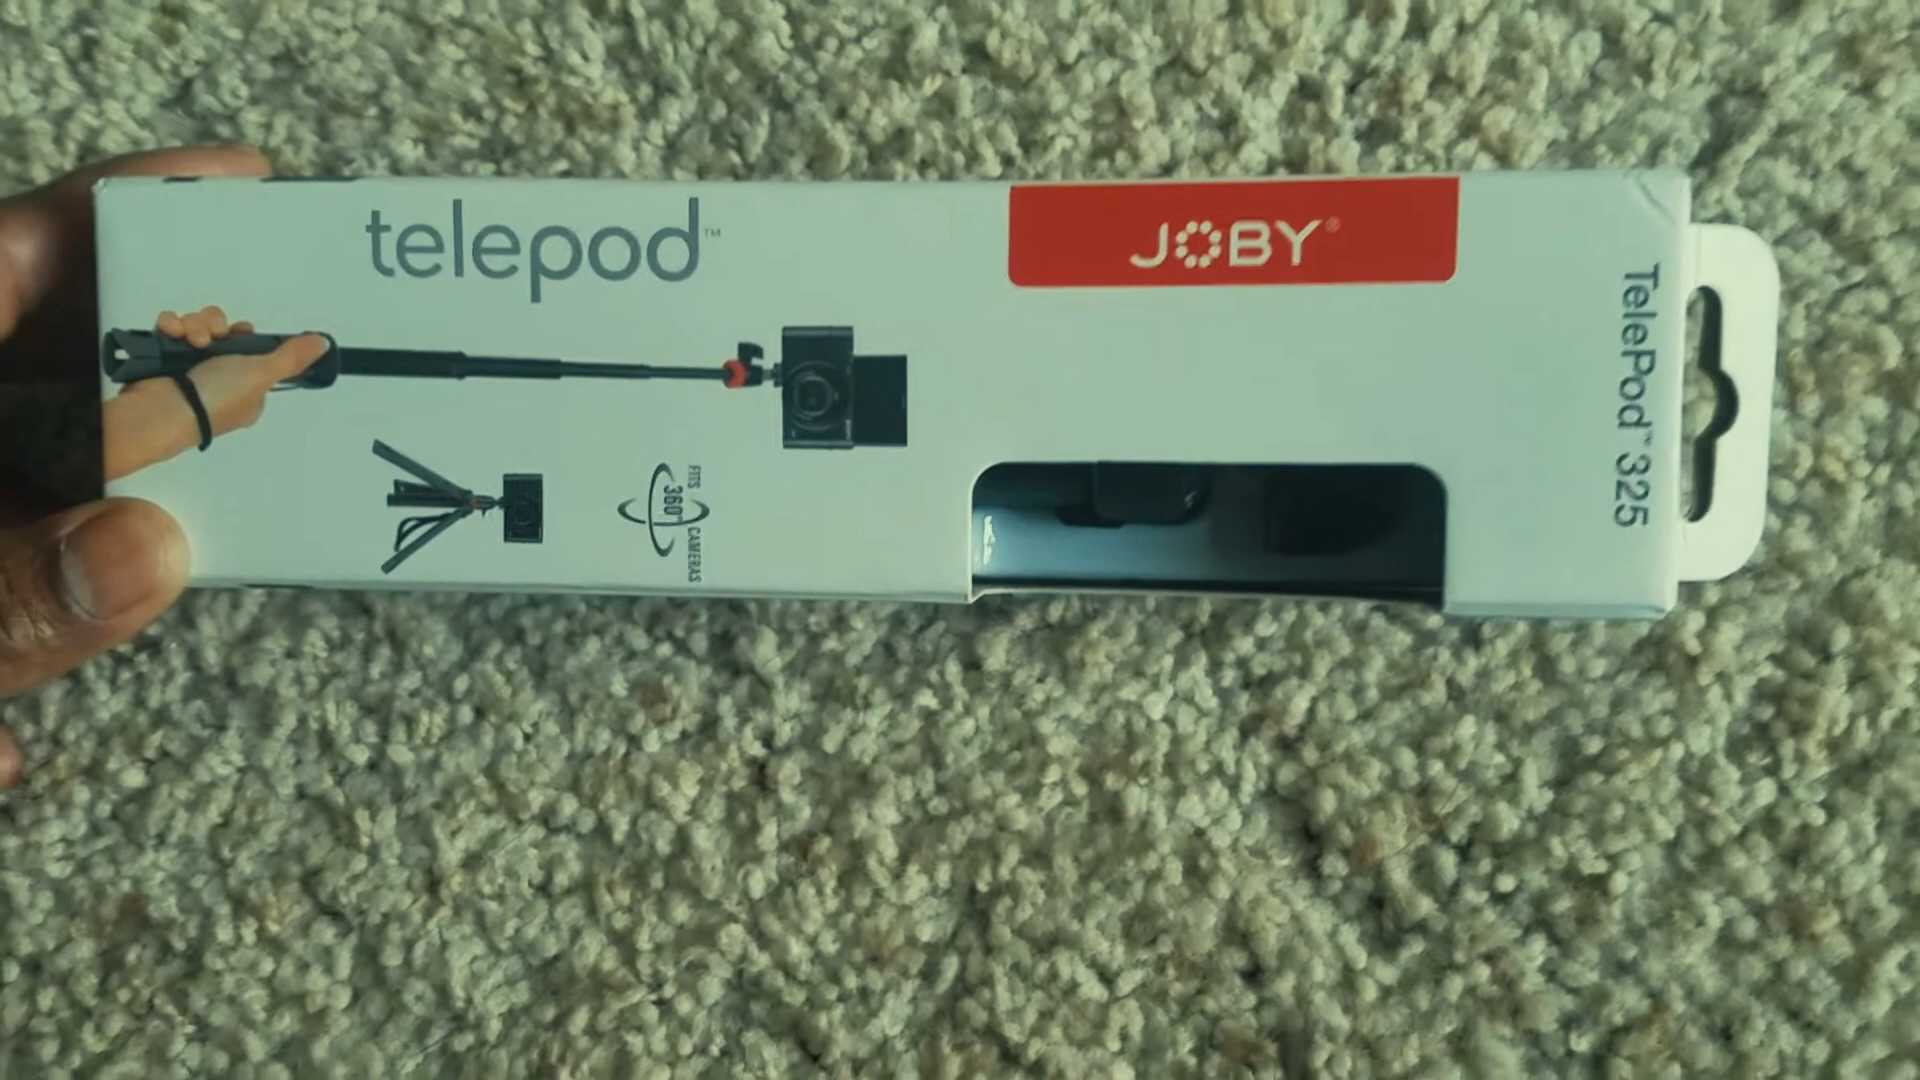 telepod™
JOBY®
TelePod™ 325
FITS
360°
CAMERAS